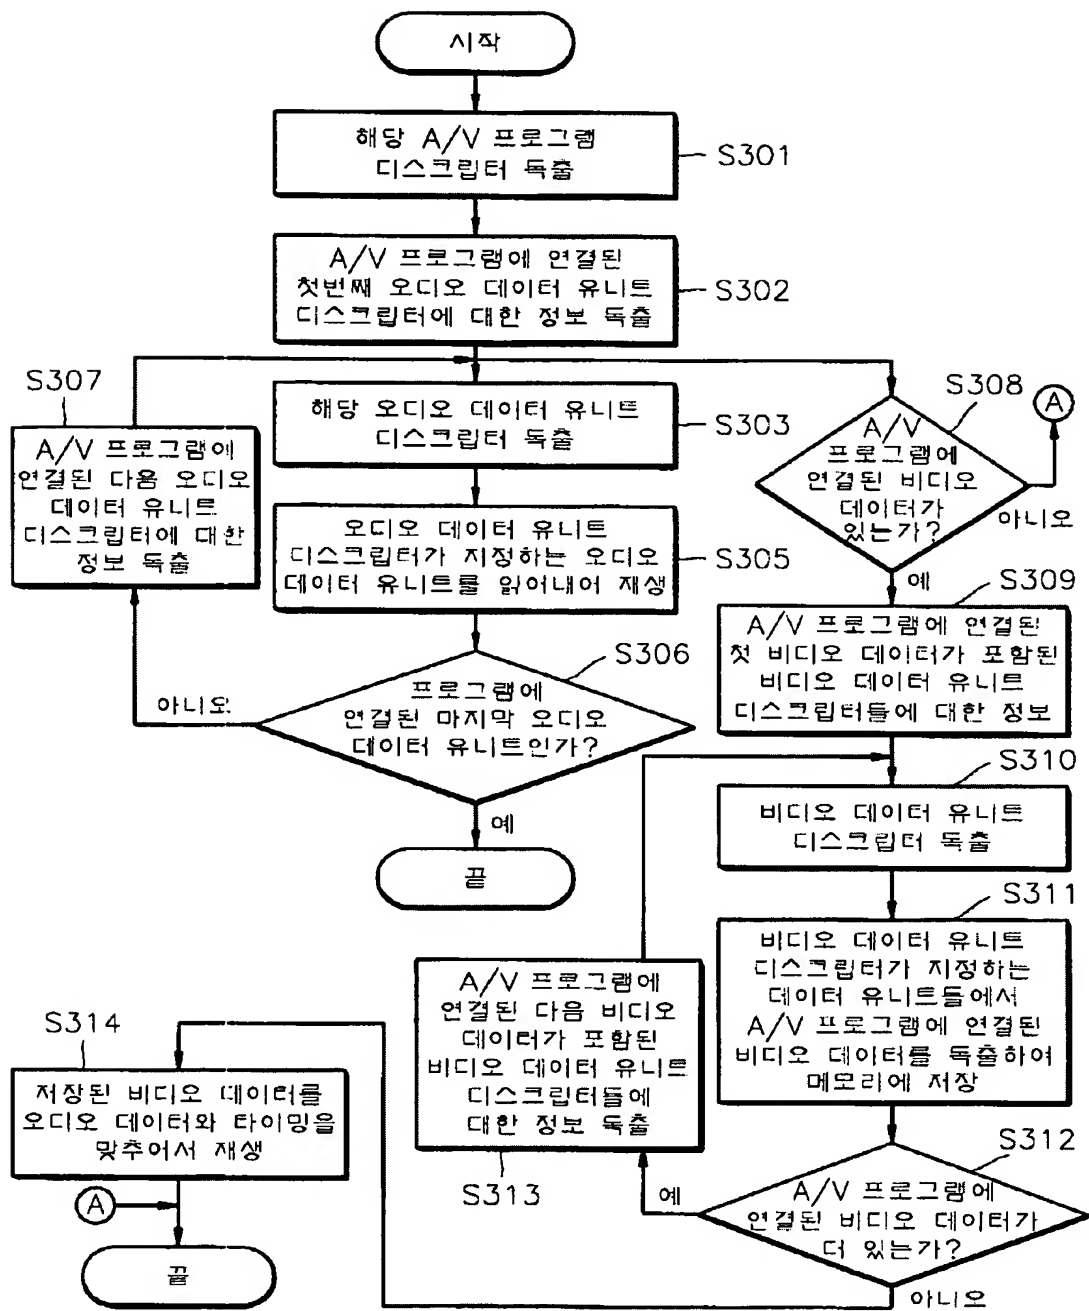 시작
해당 A/V 프로그램
디스크립터 독출
S301
A/V 프로그램에 연결된
첫번째 오디오 데이터 유니트
디스크립터에 대한 정보 독출
S302
S307
A/V 프로그램에
연결된 다음 오디오
데이터 유니트
디스크립터에 대한
정보 독출
해당 오디오 데이터 유니트
디스크립터 독출
S303
S308
A
A/V
프로그램에
연결된 비디오
데이터가
있는가?
아니오
예
오디오 데이터 유니트
디스크립터가 지정하는 오디오
데이터 유니트를 읽어내어 재생
S305
S306
프로그램에
연결된 마지막 오디오
데이터 유니트인가?
아니오
예
끝
S309
A/V 프로그램에 연결된
첫 비디오 데이터가 포함된
비디오 데이터 유니트
디스크립터들에 대한 정보
S310
비디오 데이터 유니트
디스크립터 독출
S311
비디오 데이터 유니트
디스크립터가 지정하는
데이터 유니트들에서
A/V 프로그램에 연결된
비디오 데이터를 독출하여
메모리에 저장
A/V 프로그램에
연결된 다음 비디오
데이터가 포함된
비디오 데이터 유니트
디스크립터들에
대한 정보 독출
S313
S312
A/V 프로그램에
연결된 비디오 데이터가
더 있는가?
예
아니오
S314
저장된 비디오 데이터를
오디오 데이터와 타이밍을
맞추어서 재생
A
끝